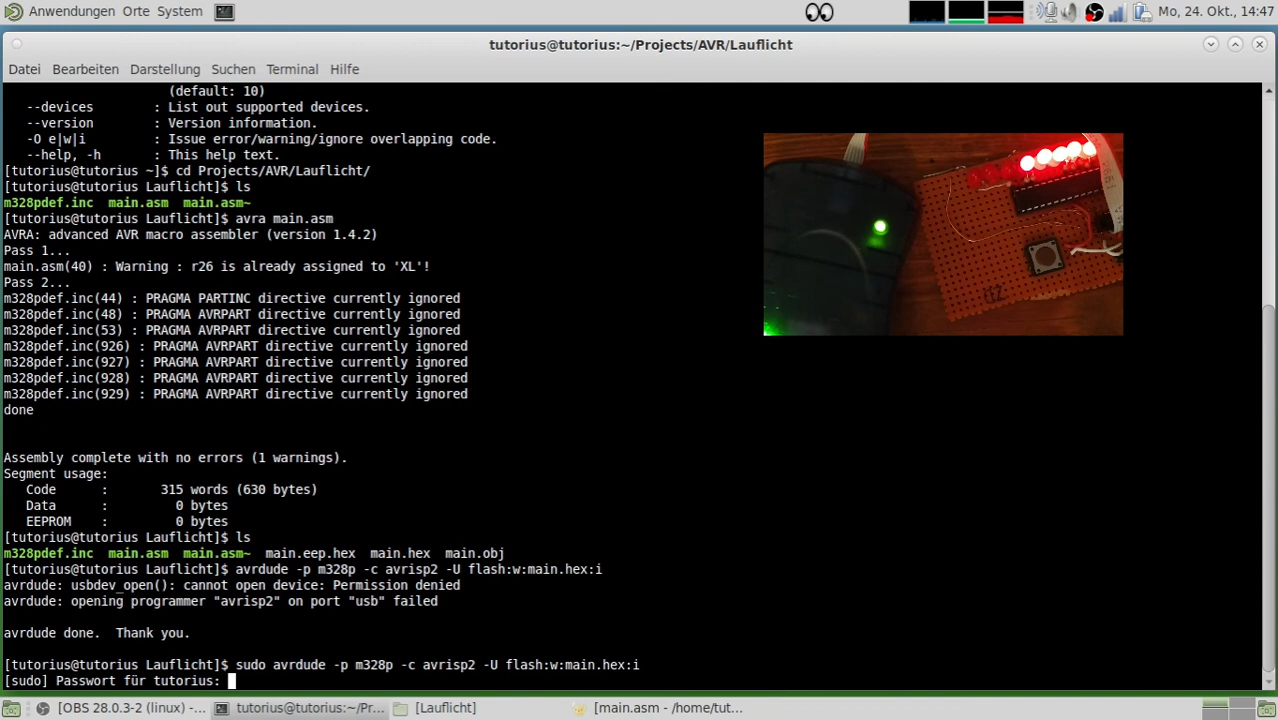 Anwendungen Orte System
Mo, 24. Okt., 14:47
tutorius@tutorius:~/Projects/AVR/Lauflicht
Datei Bearbeiten Darstellung Suchen Terminal Hilfe
(default: 10)
--devices : List out supported devices.
--version : Version information.
-O e|w|i : Issue error/warning/ignore overlapping code.
--help, -h : This help text.
[tutorius@tutorius ~]$ cd Projects/AVR/Lauflicht/
[tutorius@tutorius Lauflicht]$ ls
m328pdef.inc main.asm main.asm~
[tutorius@tutorius Lauflicht]$ avra main.asm
AVRA: advanced AVR macro assembler (version 1.4.2)
Pass 1...
main.asm(40) : Warning : r26 is already assigned to 'XL'!
Pass 2...
m328pdef.inc(44) : PRAGMA PARTINC directive currently ignored
m328pdef.inc(48) : PRAGMA AVRPART directive currently ignored
m328pdef.inc(53) : PRAGMA AVRPART directive currently ignored
m328pdef.inc(926) : PRAGMA AVRPART directive currently ignored
m328pdef.inc(927) : PRAGMA AVRPART directive currently ignored
m328pdef.inc(928) : PRAGMA AVRPART directive currently ignored
m328pdef.inc(929) : PRAGMA AVRPART directive currently ignored
done
Assembly complete with no errors (1 warnings).
Segment usage:
Code : 315 words (630 bytes)
Data : 0 bytes
EEPROM : 0 bytes
[tutorius@tutorius Lauflicht]$ ls
m328pdef.inc main.asm main.asm~ main.eep.hex main.hex main.obj
[tutorius@tutorius Lauflicht]$ avrdude -p m328p -c avrisp2 -U flash:w:main.hex:i
avrdude: usbdev_open(): cannot open device: Permission denied
avrdude: opening programmer "avrisp2" on port "usb" failed
avrdude done. Thank you.
[tutorius@tutorius Lauflicht]$ sudo avrdude -p m328p -c avrisp2 -U flash:w:main.hex:i
[sudo] Passwort für tutorius:
[OBS 28.0.3-2 (linux) -... tutorius@tutorius:~/Pr... [Lauflicht] [main.asm - /home/tut...